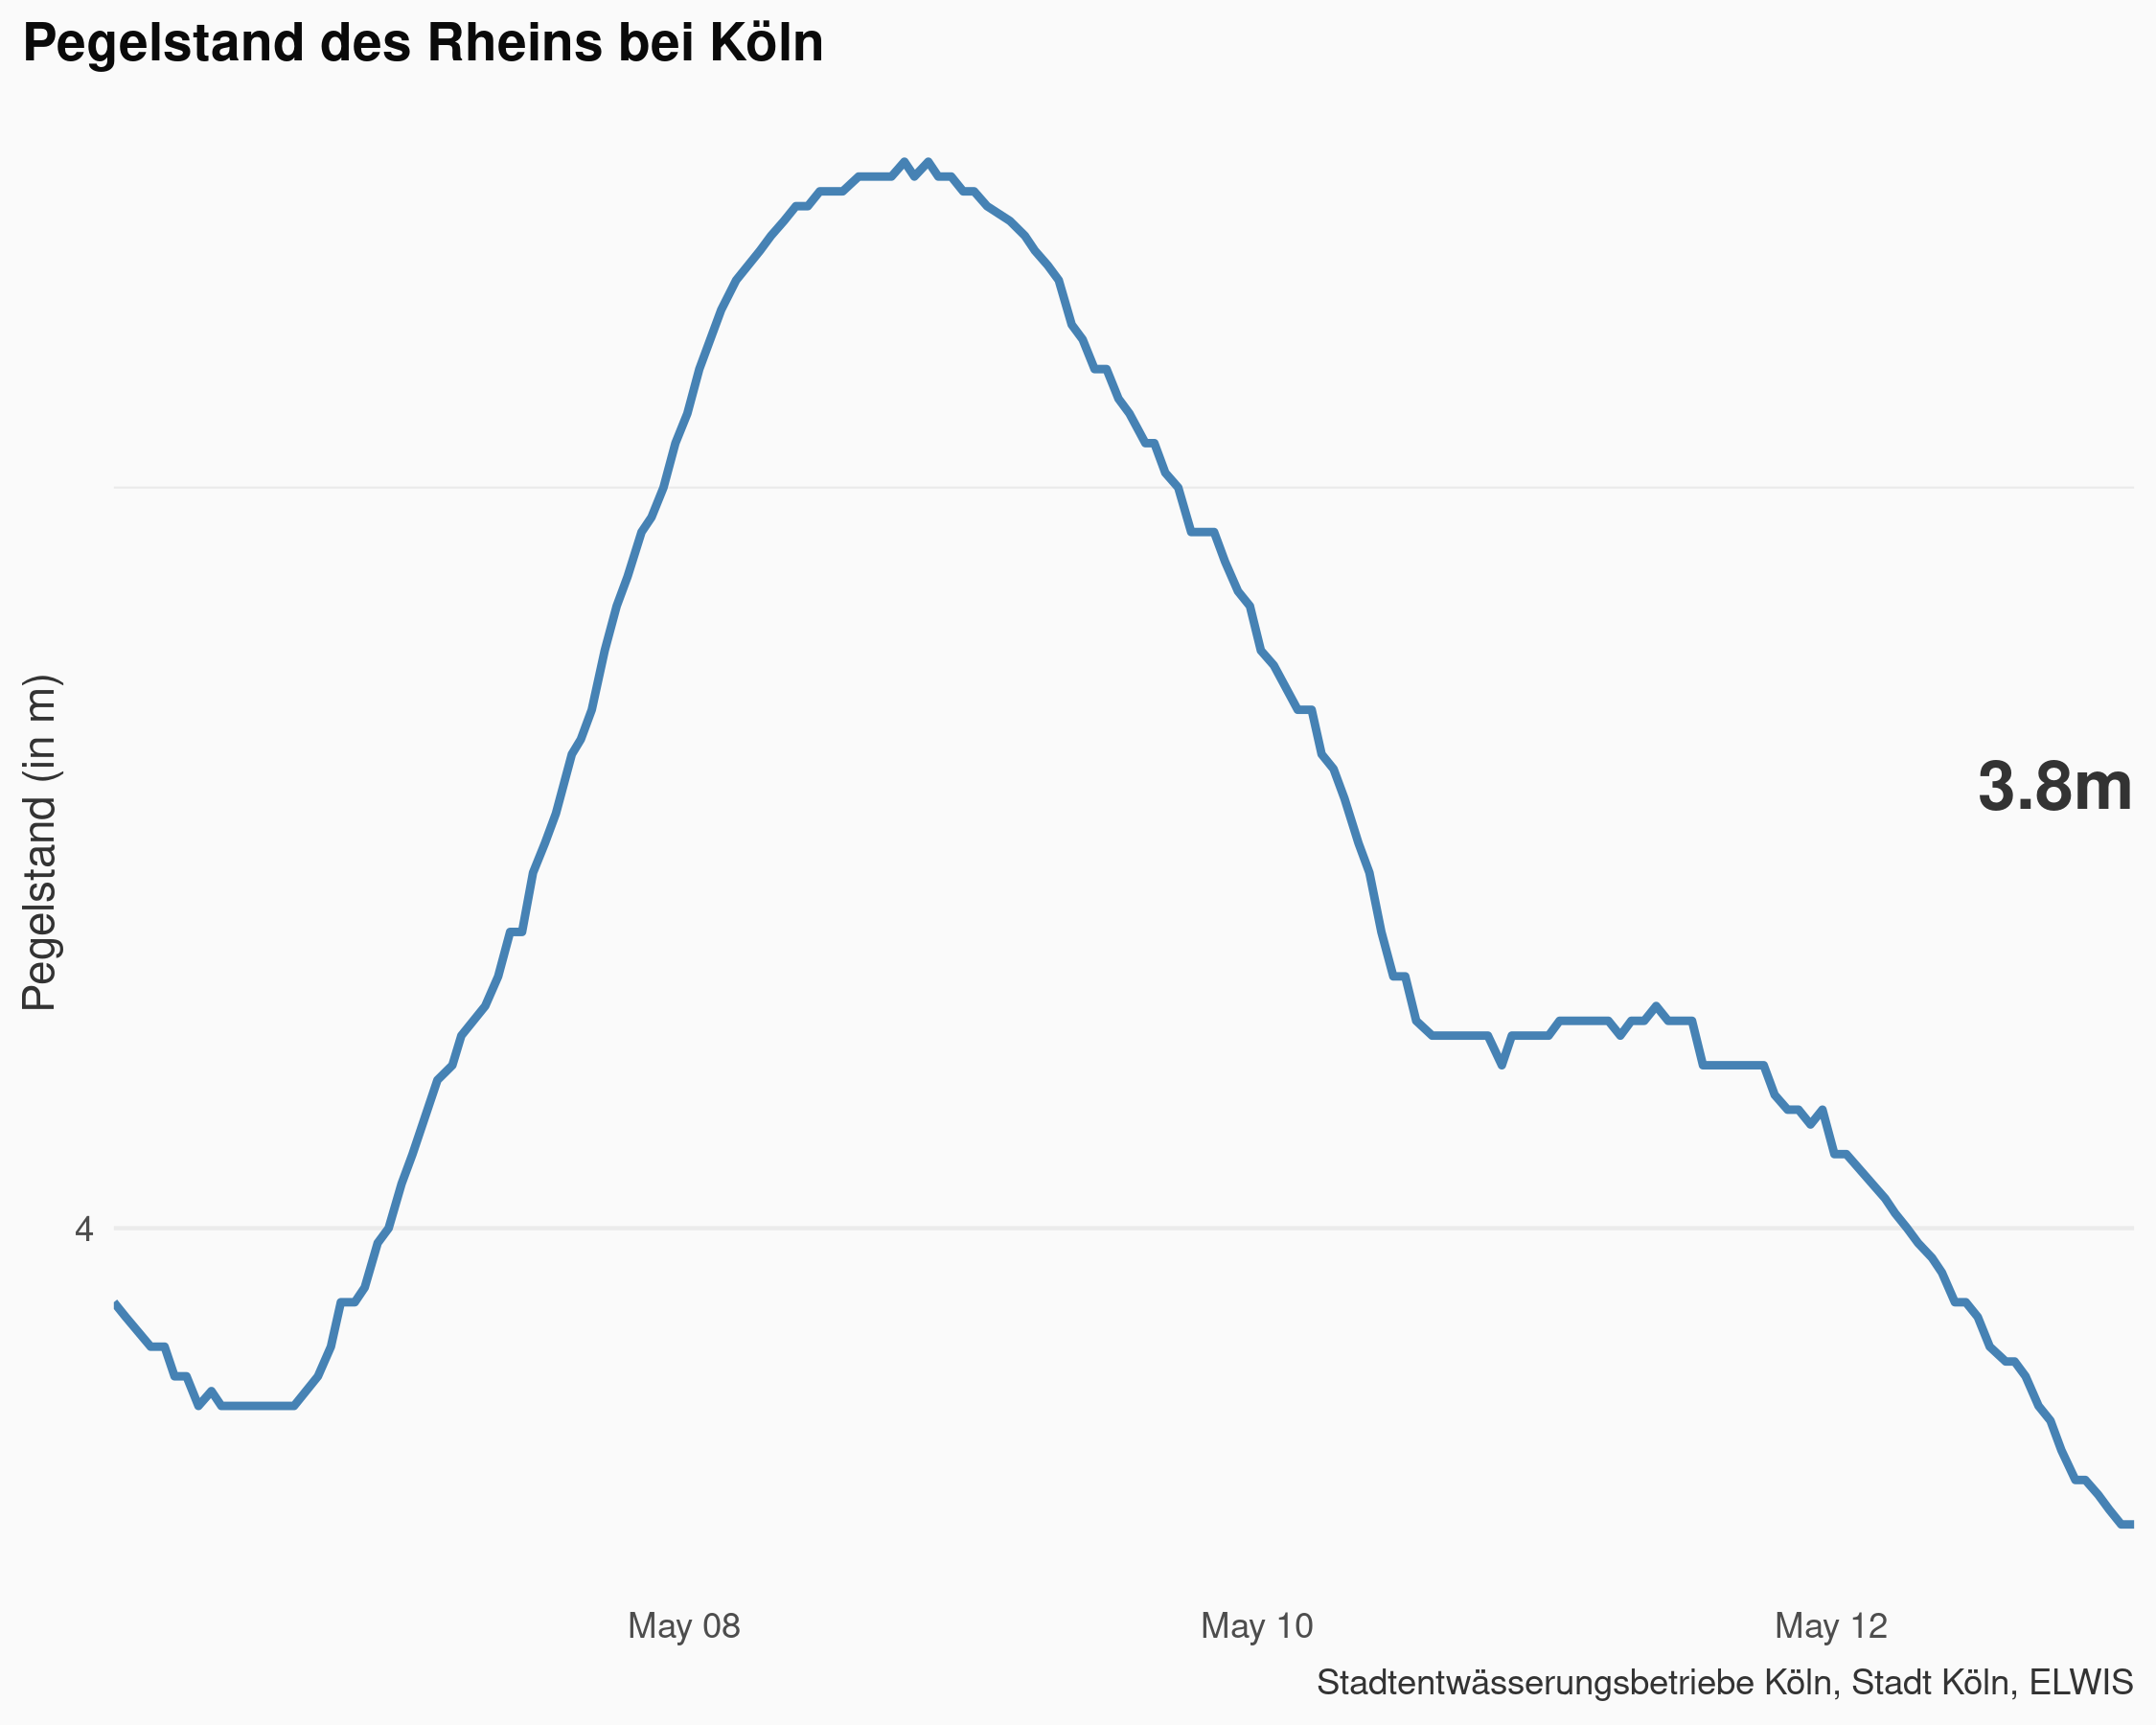 Pegelstand des Rheins bei Köln
Pegelstand (in m)
3.8m
4
May 08
May 10
May 12
Stadtentwässerungsbetriebe Köln, Stadt Köln, ELWIS